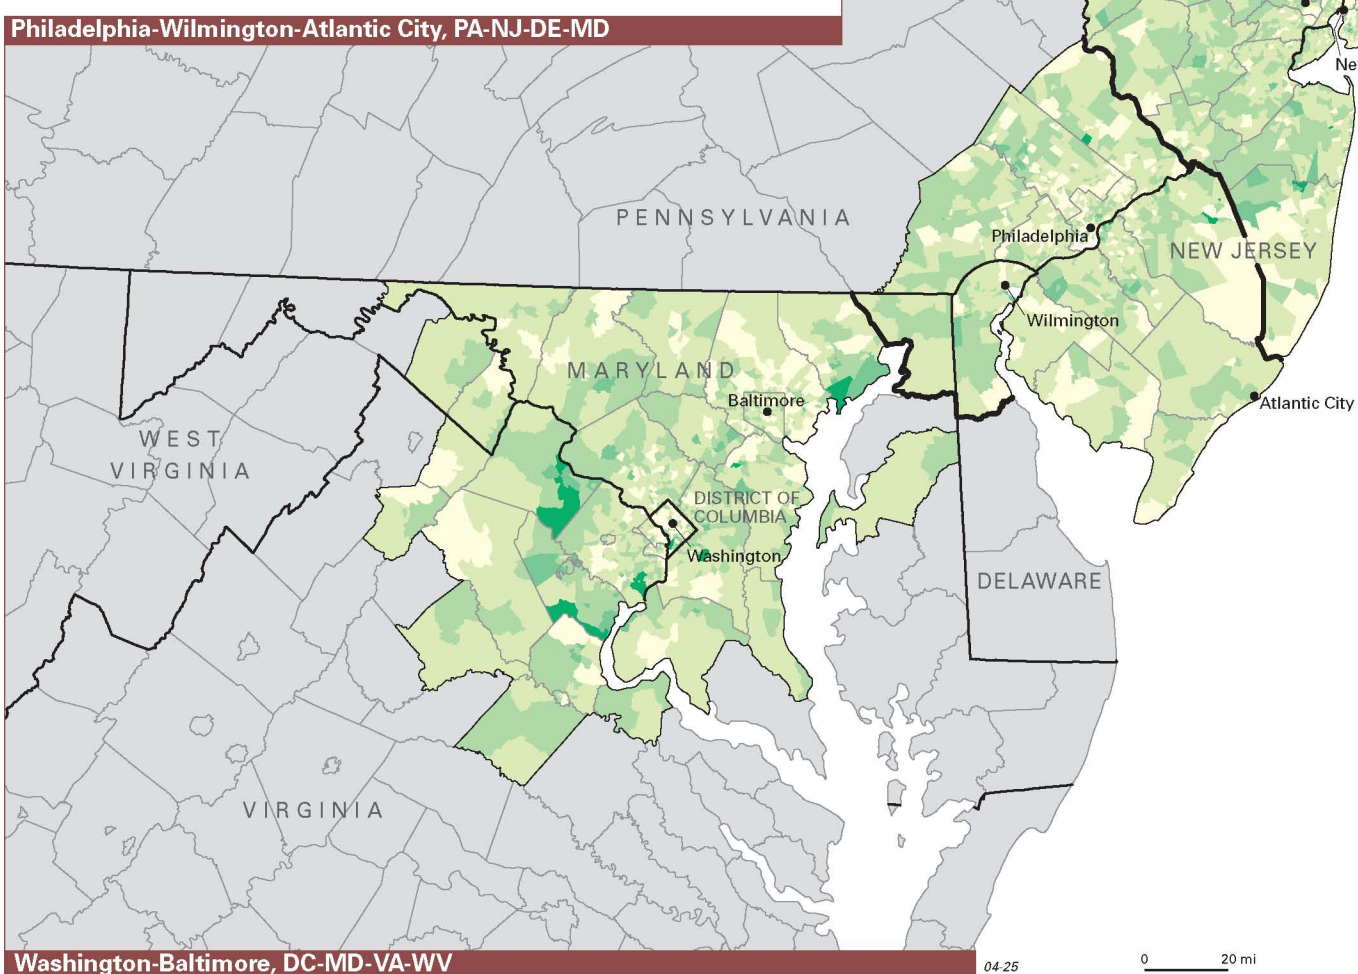 Philadelphia-Wilmington-Atlantic City, PA-NJ-DE-MD
Ne
PENNSYLVANIA
Philadelphia
NEW JERSEY
Wilmington
MARYLAND
Baltimore
Atlantic City
WEST
VIRGINIA
DISTRICT OF
COLUMBIA
Washington
DELAWARE
VIRGINIA
Washington-Baltimore, DC-MD-VA-WV
04-25
0 20 mi